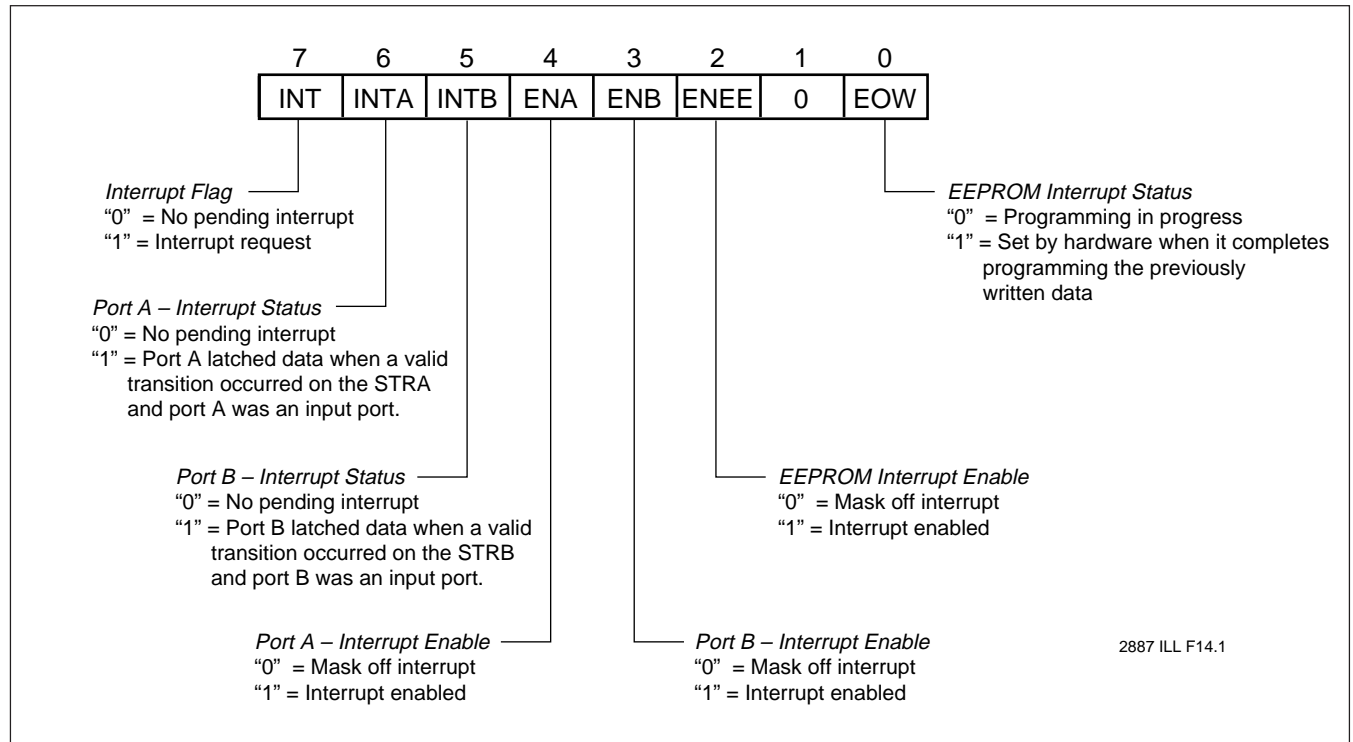 7 6 5 4 3 2 1 0
INT INTA INTB ENA ENB ENEE 0 EOW
Interrupt Flag
“0” = No pending interrupt
“1” = Interrupt request
EEPROM Interrupt Status
“0” = Programming in progress
“1” = Set by hardware when it completes
programming the previously
written data
Port A – Interrupt Status
“0” = No pending interrupt
“1” = Port A latched data when a valid
transition occurred on the STRA
and port A was an input port.
Port B – Interrupt Status
“0” = No pending interrupt
“1” = Port B latched data when a valid
transition occurred on the STRB
and port B was an input port.
EEPROM Interrupt Enable
“0” = Mask off interrupt
“1” = Interrupt enabled
Port A – Interrupt Enable
“0” = Mask off interrupt
“1” = Interrupt enabled
Port B – Interrupt Enable
“0” = Mask off interrupt
“1” = Interrupt enabled
2887 ILL F14.1